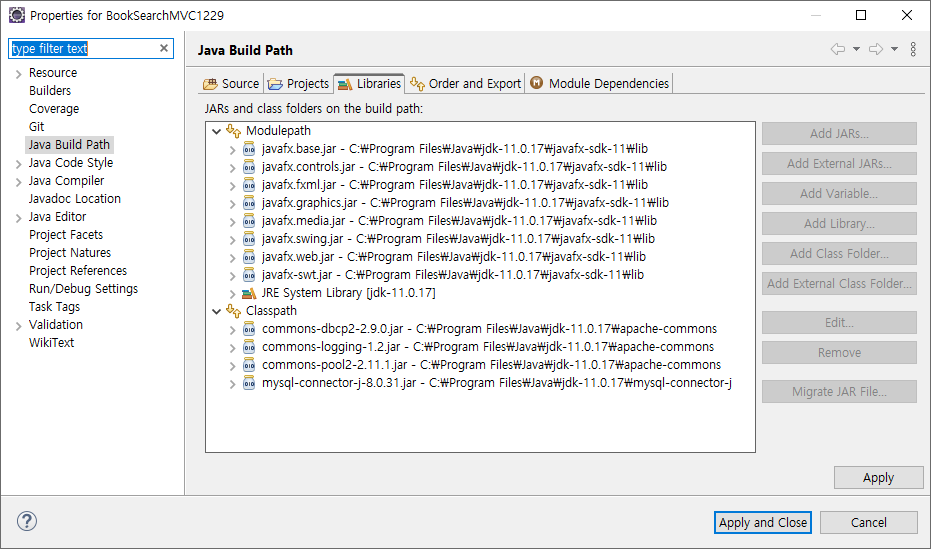 Properties for BookSearchMVC1229
type filter text
Resource
Builders
Coverage
Git
Java Build Path
Java Code Style
Java Compiler
Javadoc Location
Java Editor
Project Facets
Project Natures
Project References
Run/Debug Settings
Task Tags
Validation
WikiText
Java Build Path
Source Projects Libraries Order and Export M Module Dependencies
JARs and class folders on the build path:
Modulepath
javafx.base.jar - C:₩Program Files₩Java₩jdk-11.0.17₩javafx-sdk-11₩lib
javafx.controls.jar - C:₩Program Files₩Java₩jdk-11.0.17₩javafx-sdk-11₩lib
javafx.fxml.jar - C:₩Program Files₩Java₩jdk-11.0.17₩javafx-sdk-11₩lib
javafx.graphics.jar - C:₩Program Files₩Java₩jdk-11.0.17₩javafx-sdk-11₩lib
javafx.media.jar - C:₩Program Files₩Java₩jdk-11.0.17₩javafx-sdk-11₩lib
javafx.swing.jar - C:₩Program Files₩Java₩jdk-11.0.17₩javafx-sdk-11₩lib
javafx.web.jar - C:₩Program Files₩Java₩jdk-11.0.17₩javafx-sdk-11₩lib
javafx-swt.jar - C:₩Program Files₩Java₩jdk-11.0.17₩javafx-sdk-11₩lib
JRE System Library [jdk-11.0.17]
Classpath
commons-dbcp2-2.9.0.jar - C:₩Program Files₩Java₩jdk-11.0.17₩apache-commons
commons-logging-1.2.jar - C:₩Program Files₩Java₩jdk-11.0.17₩apache-commons
commons-pool2-2.11.1.jar - C:₩Program Files₩Java₩jdk-11.0.17₩apache-commons
mysql-connector-j-8.0.31.jar - C:₩Program Files₩Java₩jdk-11.0.17₩mysql-connector-j
Add JARs...
Add External JARs...
Add Variable...
Add Library...
Add Class Folder...
Add External Class Folder...
Edit...
Remove
Migrate JAR File...
Apply
?
Apply and Close
Cancel